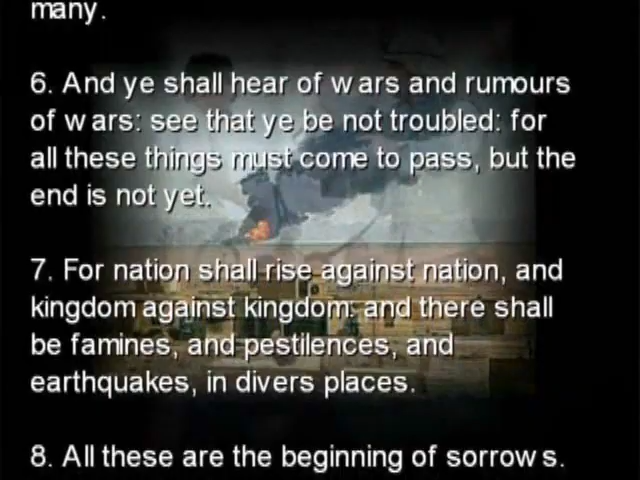 many.
6. And ye shall hear of wars and rumours
of wars: see that ye be not troubled: for
all these things must come to pass, but the
end is not yet.
7. For nation shall rise against nation, and
kingdom against kingdom: and there shall
be famines, and pestilences, and
earthquakes, in divers places.
8. All these are the beginning of sorrows.